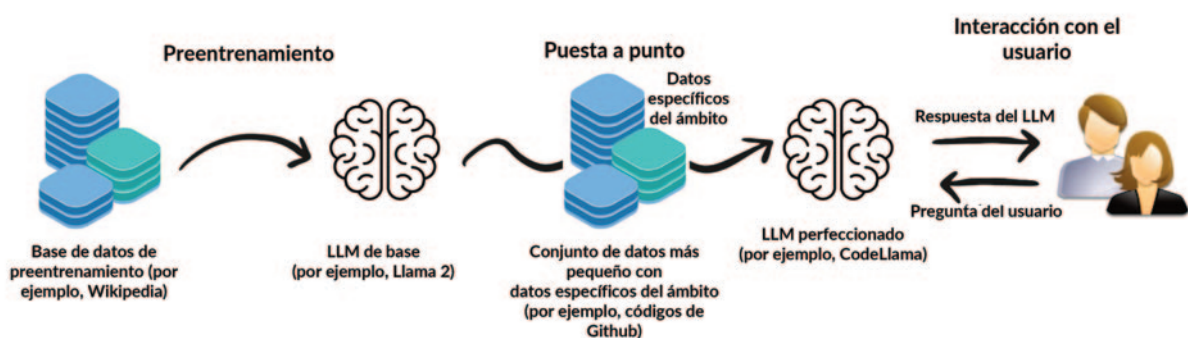 Preentrenamiento
Puesta a punto
Interacción con el
usuario
Datos
específicos
del ámbito
Respuesta del LLM
Pregunta del usuario
Base de datos de
preentrenamiento (por
ejemplo, Wikipedia)
LLM de base
(por ejemplo, Llama 2)
Conjunto de datos más
pequeño con
datos específicos del ámbito
(por ejemplo, códigos de
Github)
LLM perfeccionado
(por ejemplo, CodeLlama)